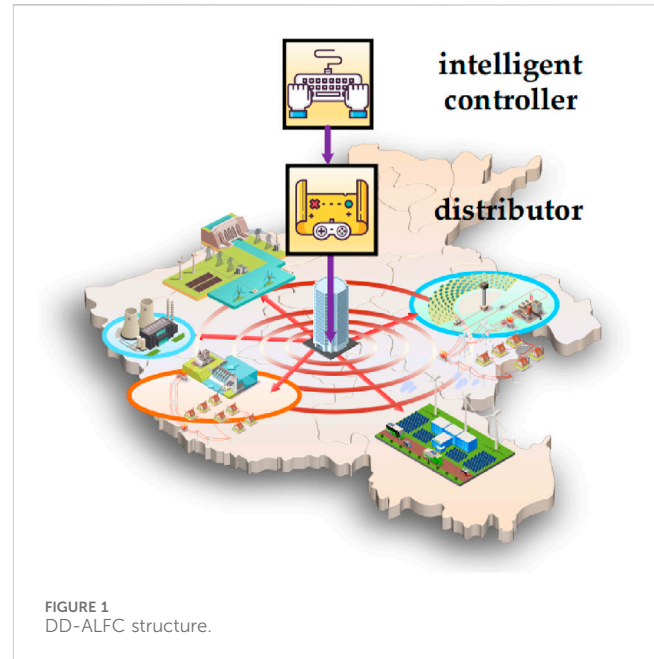 intelligent
controller
distributor
FIGURE 1
DD-ALFC structure.